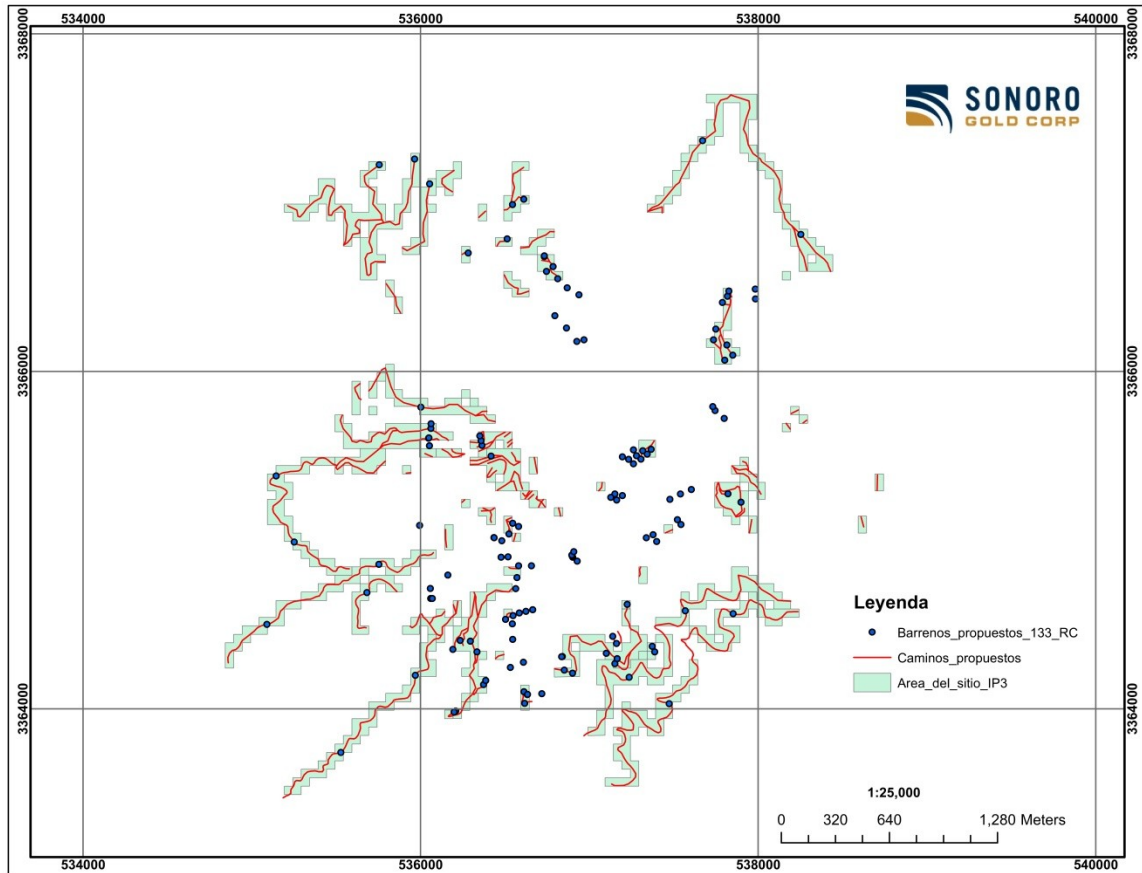 534000 536000 538000 540000
3368000 3368000
SONORO
GOLD CORP
3366000 3366000
Leyenda
Barrenos_propuestos_133_RC
Caminos_propuestos
Area_del_sitio_IP3
3364000 3364000
1:25,000
0 320 640 1,280 Meters
534000 536000 538000 540000